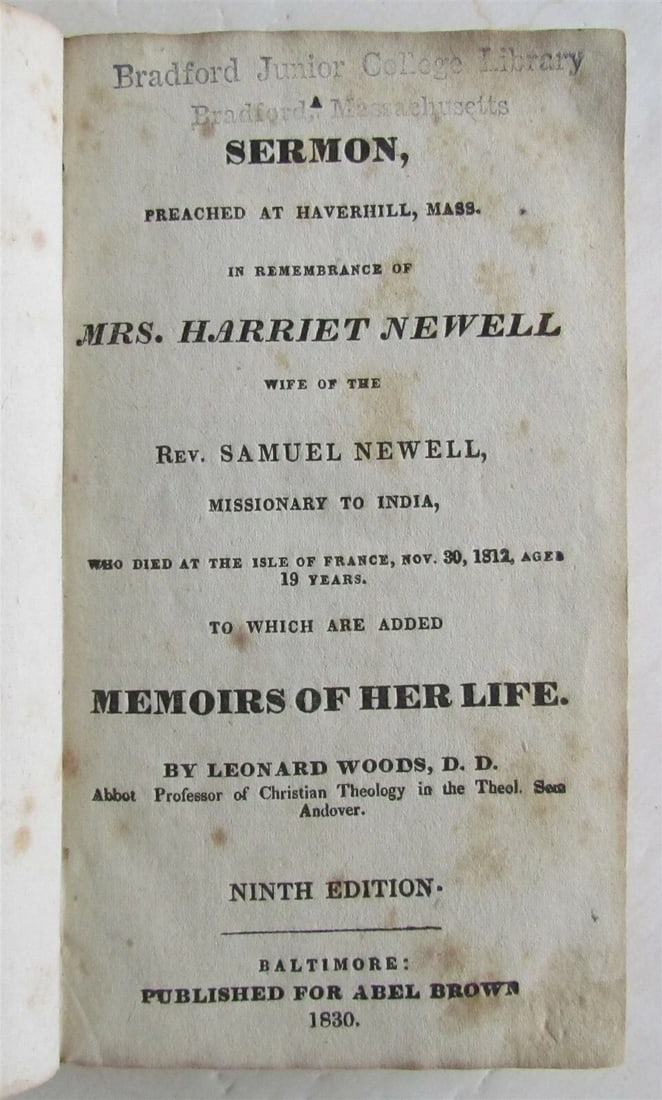 Bradford Junior College Library
Bradford, Massachusetts
A
SERMON,
PREACHED AT HAVERHILL, MASS.
IN REMEMBRANCE OF
MRS. HARRIET NEWELL
WIFE OF THE
REV. SAMUEL NEWELL,
MISSIONARY TO INDIA,
WHO DIED AT THE ISLE OF FRANCE, NOV. 30, 1812, AGED
19 YEARS.
TO WHICH ARE ADDED
MEMOIRS OF HER LIFE.
BY LEONARD WOODS, D. D.
Abbot Professor of Christian Theology in the Theol. Sem
Andover.
NINTH EDITION.
BALTIMORE:
PUBLISHED FOR ABEL BROWN
1830.